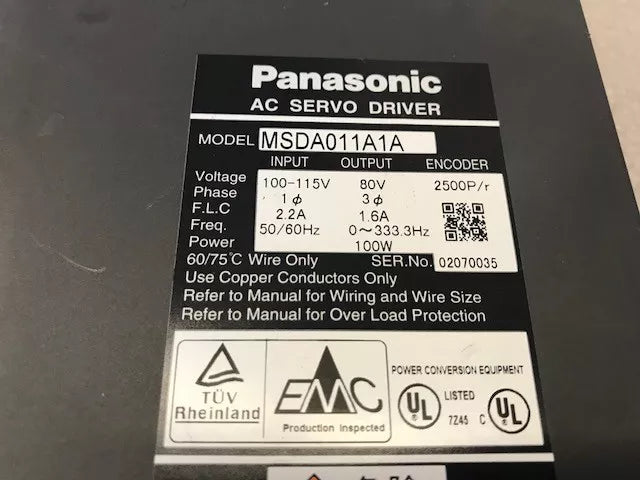 Panasonic
AC SERVO DRIVER
MODEL MSDA011A1A
INPUT OUTPUT ENCODER
Voltage 100-115V 80V 2500P/r
Phase 1ϕ 3ϕ
F.L.C 2.2A 1.6A
Freq. 50/60Hz 0~333.3Hz
Power 100W
60/75℃ Wire Only SER.No. 02070035
Use Copper Conductors Only
Refer to Manual for Wiring and Wire Size
Refer to Manual for Over Load Protection
TÜV
Rheinland
EMC
Production Inspected
POWER CONVERSION EQUIPMENT
UL LISTED C UL
7Z45